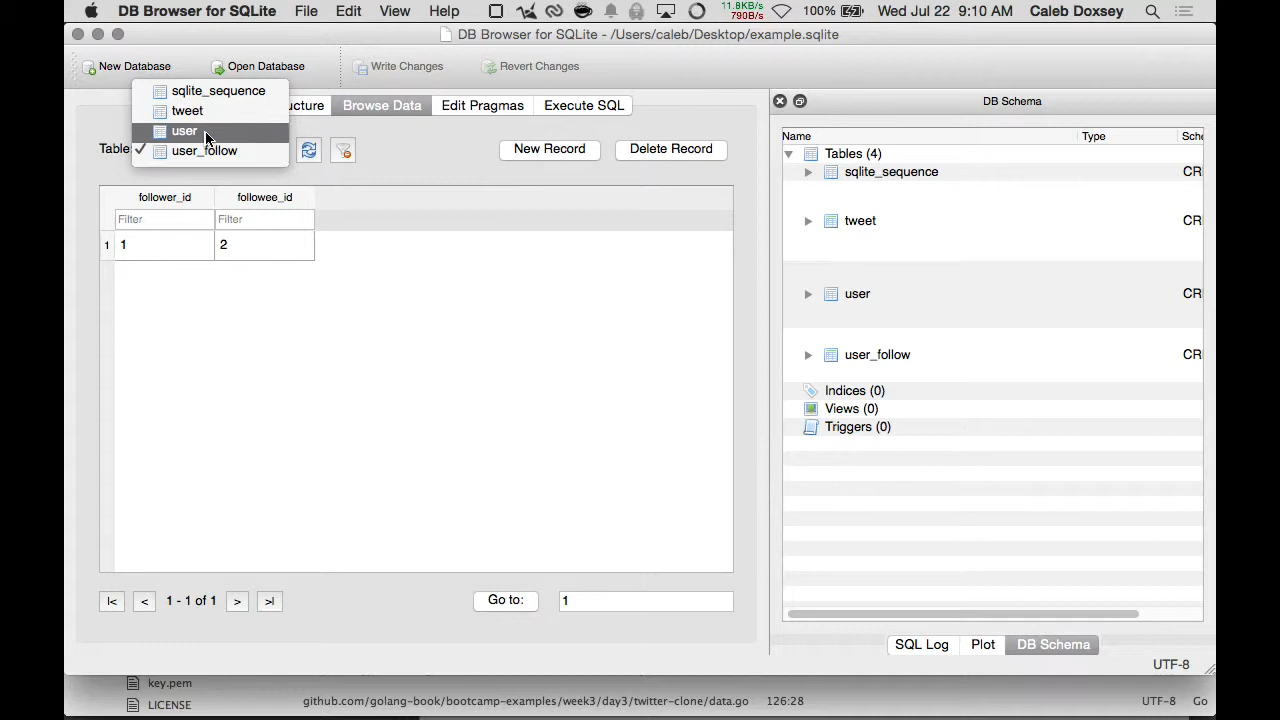 DB Browser for SQLite File Edit View Help 11.8KB/s 790B/s 100% Wed Jul 22 9:10 AM Caleb Doxsey
DB Browser for SQLite - /Users/caleb/Desktop/example.sqlite
New Database Open Database Write Changes Revert Changes
sqlite_sequence
tweet
user
user_follow
ucture Browse Data Edit Pragmas Execute SQL
Table New Record Delete Record
follower_id followee_id
Filter Filter
1 1 2
|< < 1 - 1 of 1 > >| Go to: 1
DB Schema
Name Type Sche
Tables (4)
sqlite_sequence CR
tweet CR
user CR
user_follow CR
Indices (0)
Views (0)
Triggers (0)
SQL Log Plot DB Schema
UTF-8
key.pem
LICENSE github.com/golang-book/bootcamp-examples/week3/day3/twitter-clone/data.go 126:28 UTF-8 Go